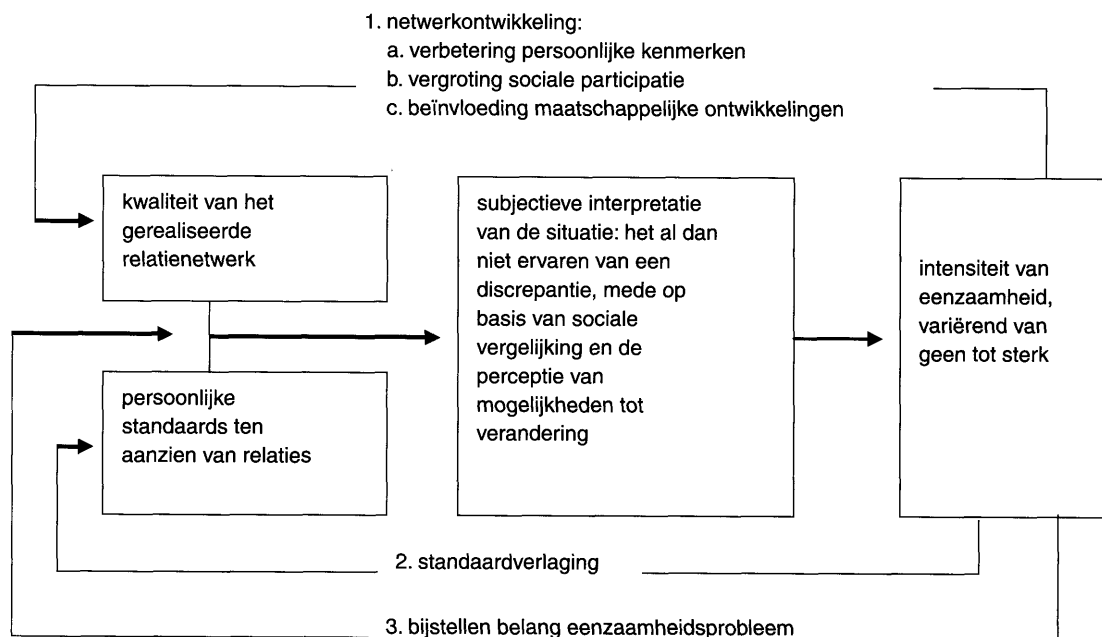 1. netwerkontwikkeling:
a. verbetering persoonlijke kenmerken
b. vergroting sociale participatie
c. beïnvloeding maatschappelijke ontwikkelingen
kwaliteit van het
gerealiseerde
relatienetwerk
persoonlijke
standaards ten
aanzien van relaties
subjectieve interpretatie
van de situatie: het al dan
niet ervaren van een
discrepantie, mede op
basis van sociale
vergelijking en de
perceptie van
mogelijkheden tot
verandering
intensiteit van
eenzaamheid,
variërend van
geen tot sterk
2. standaardverlaging
3. bijstellen belang eenzaamheidsprobleem